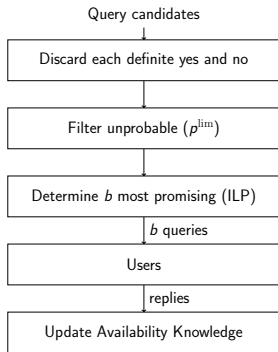 Query candidates
Discard each definite yes and no
Filter unprobable (p^lim)
Determine b most promising (ILP)
b queries
Users
replies
Update Availability Knowledge